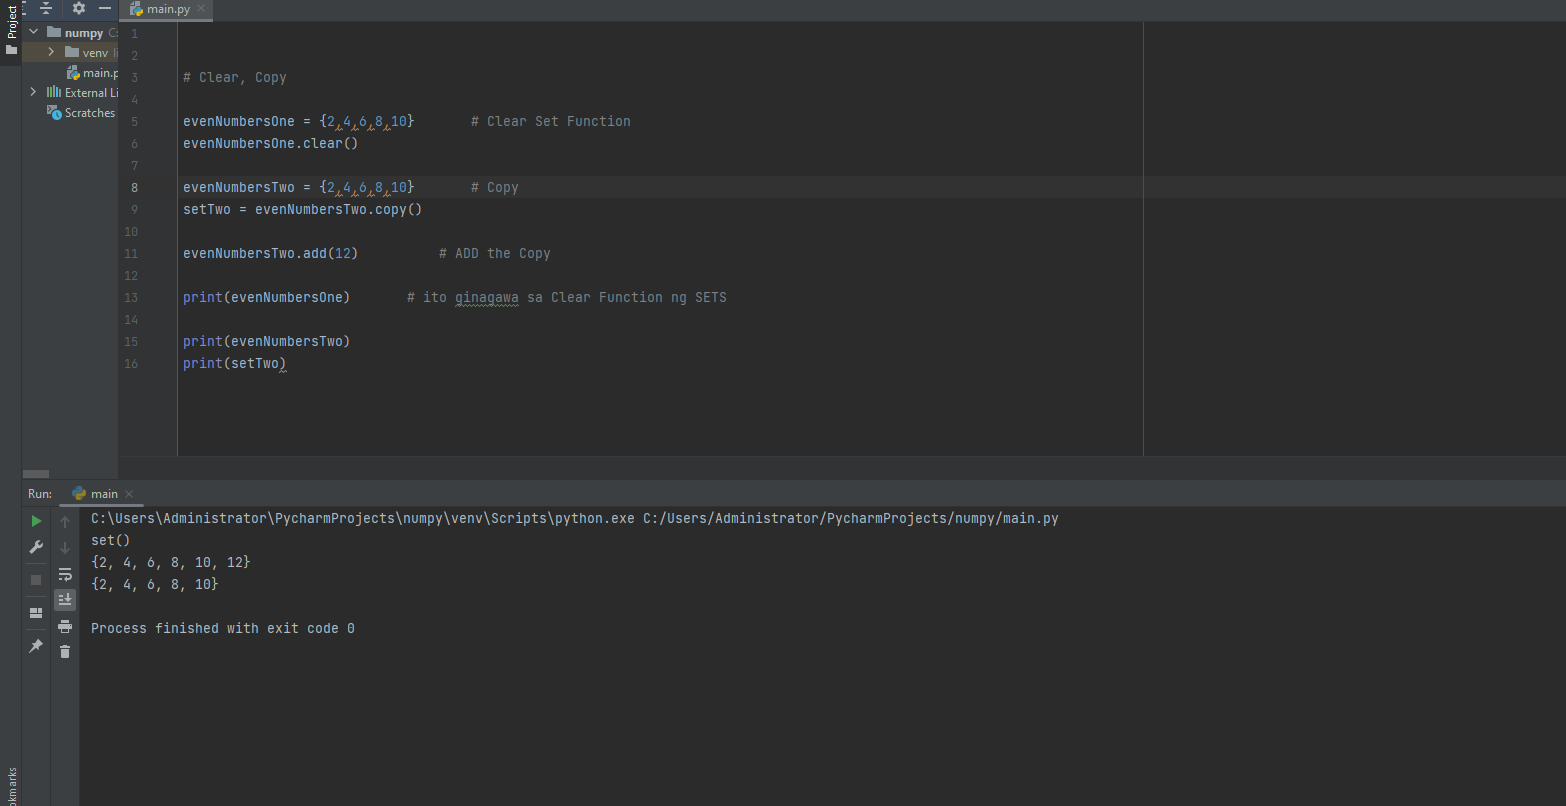 Project
main.py
numpy C:
venv li
main.p
External Li
Scratches
1
2
3 # Clear, Copy
4
5 evenNumbersOne = {2,4,6,8,10} # Clear Set Function
6 evenNumbersOne.clear()
7
8 evenNumbersTwo = {2,4,6,8,10} # Copy
9 setTwo = evenNumbersTwo.copy()
10
11 evenNumbersTwo.add(12) # ADD the Copy
12
13 print(evenNumbersOne) # ito ginagawa sa Clear Function ng SETS
14
15 print(evenNumbersTwo)
16 print(setTwo)
Run: main
C:\Users\Administrator\PycharmProjects\numpy\venv\Scripts\python.exe C:/Users/Administrator/PycharmProjects/numpy/main.py
set()
{2, 4, 6, 8, 10, 12}
{2, 4, 6, 8, 10}
Process finished with exit code 0
okmarks